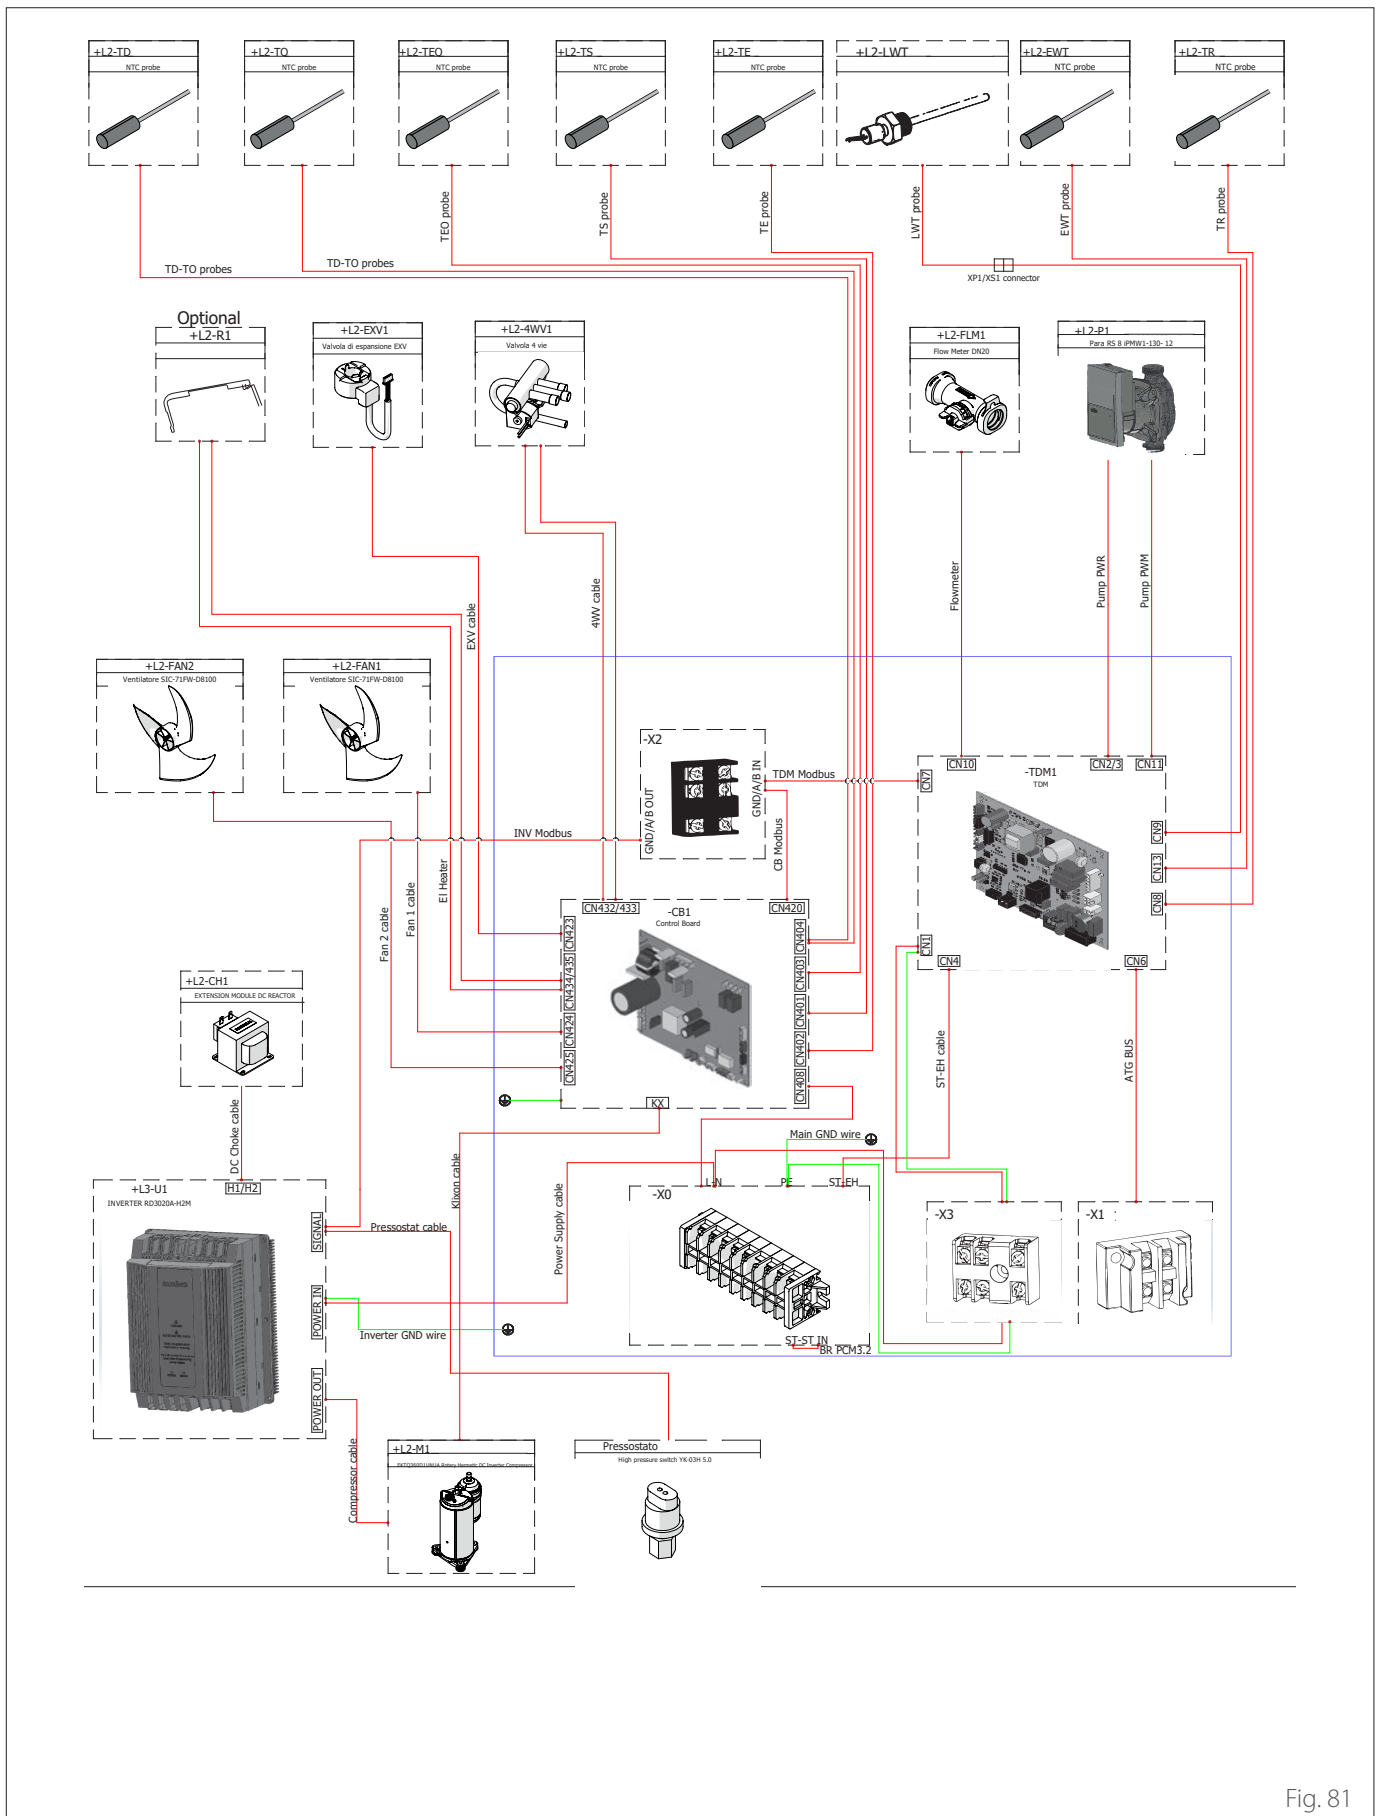 +L2-TD
NTC probe
+L2-TO
NTC probe
+L2-TEO
NTC probe
+L2-TS
NTC probe
+L2-TE
NTC probe
+L2-LWT
+L2-EWT
NTC probe
+L2-TR
NTC probe
TEO probe
TS probe
TE probe
LWT probe
EWT probe
TR probe
TD-TO probes
TD-TO probes
XP1/XS1 connector
Optional
+L2-R1
+L2-EXV1
Valvola di espansione EXV
+L2-4WV1
Valvola 4 vie
+L2-FLM1
Flow Meter DN20
+L2-P1
Para RS 8 iPMW1-130- 12
EXV cable
4WV cable
Flowmeter
Pump PWR
Pump PWM
+L2-FAN2
Ventilatore SIC-71FW-D8100
+L2-FAN1
Ventilatore SIC-71FW-D8100
-X2
GND/A/B OUT
GND/A/B IN
TDM Modbus
INV Modbus
CB Modbus
CN7
CN10
CN2/3
CN11
-TDM1
TDM
CN9
CN13
CN8
CN1
CN4
CN6
Fan 2 cable
Fan 1 cable
El Heater
CN432/433
-CB1
Control Board
CN420
CN423
CN434/435
CN424
CN425
CN404
CN403
CN401
CN402
CN408
KX
+L2-CH1
EXTENSION MODULE DC REACTOR
DC Choke cable
ST-EH cable
ATG BUS
Main GND wire
Klixon cable
Power Supply cable
+L3-U1
INVERTER RD3020A-H2M
H1/H2
SIGNAL
POWER IN
POWER OUT
Pressostat cable
Inverter GND wire
Compressor cable
L-N
PE
ST-EH
-X0
ST-ST IN
BR PCM3.2
-X3
-X1
+L2-M1
EKTQ360D1UNUA Rotary Hermetic DC Inverter Compressor
Pressostato
High pressure switch YK-03H 5.0
Fig. 81